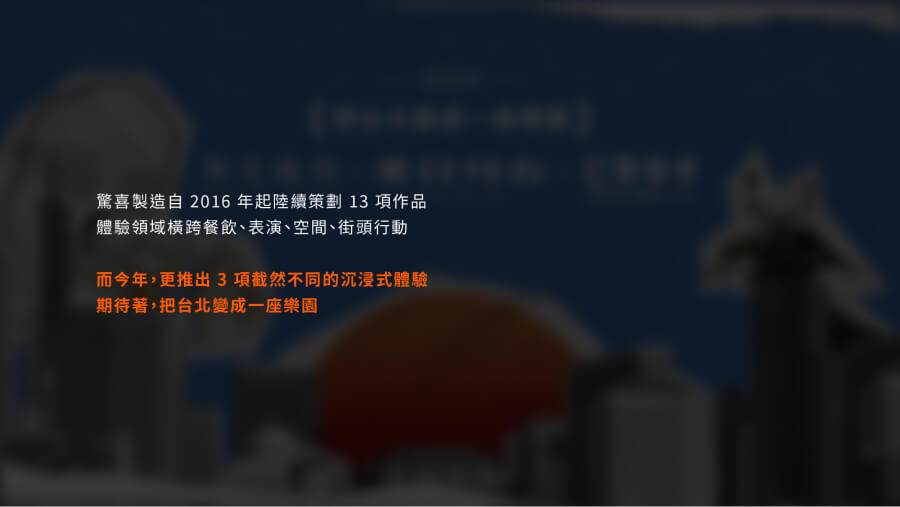 驚喜製造自 2016 年起陸續策劃 13 項作品
體驗領域橫跨餐飲、表演、空間、街頭行動
而今年，更推出 3 項截然不同的沉浸式體驗
期待著，把台北變成一座樂園